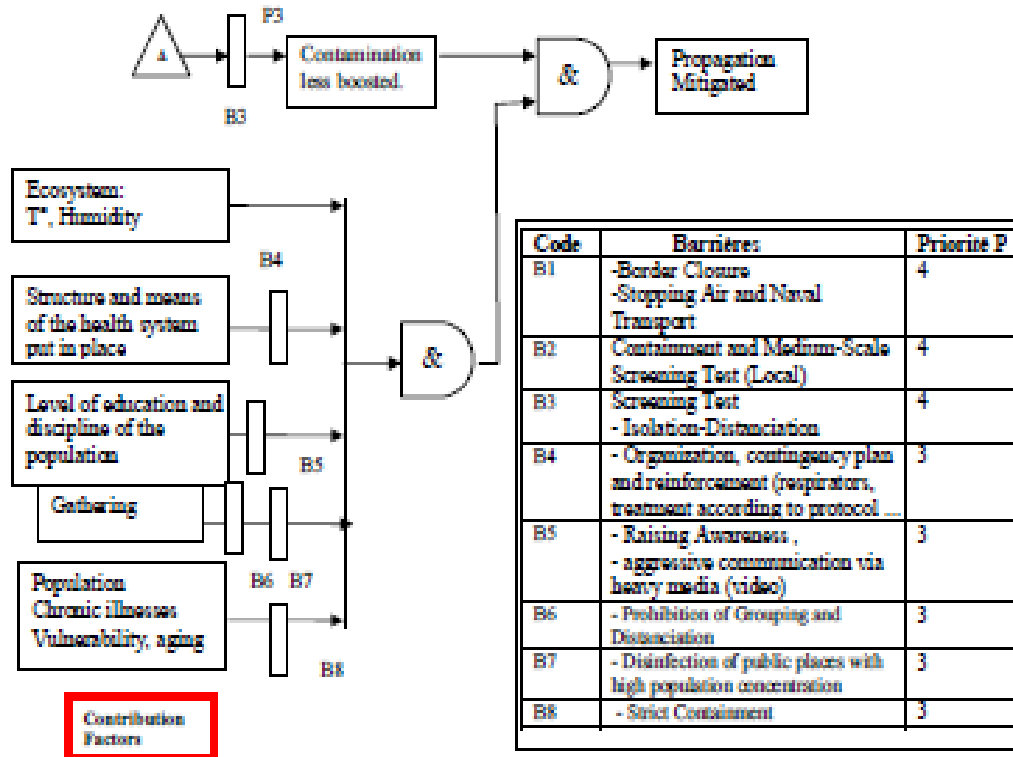 P3
A
Contamination
less boosted.
&
Propagation
Mitigated
B3
Ecosystem:
T°, Humidity
B4
Structure and means
of the health system
put in place
&
Level of education and
discipline of the
population
B5
Gathering
B6 B7
Population
Chronic illnesses
Vulnerability, aging
B8
Contribution
Factors
Code Barrières Priorité P
B1 -Border Closure 4
-Stopping Air and Naval
Transport
B2 Containment and Medium-Scale 4
Screening Test (Local)
B3 Screening Test 4
- Isolation-Distanciation
B4 - Organization, contingency plan 3
and reinforcement (respirators,
treatment according to protocol ...
B5 - Raising Awareness , 3
- aggressive communication via
heavy media (video)
B6 - Prohibition of Grouping and 3
Distanciation
B7 - Disinfection of public places with 3
high population concentration
B8 - Strict Containment 3